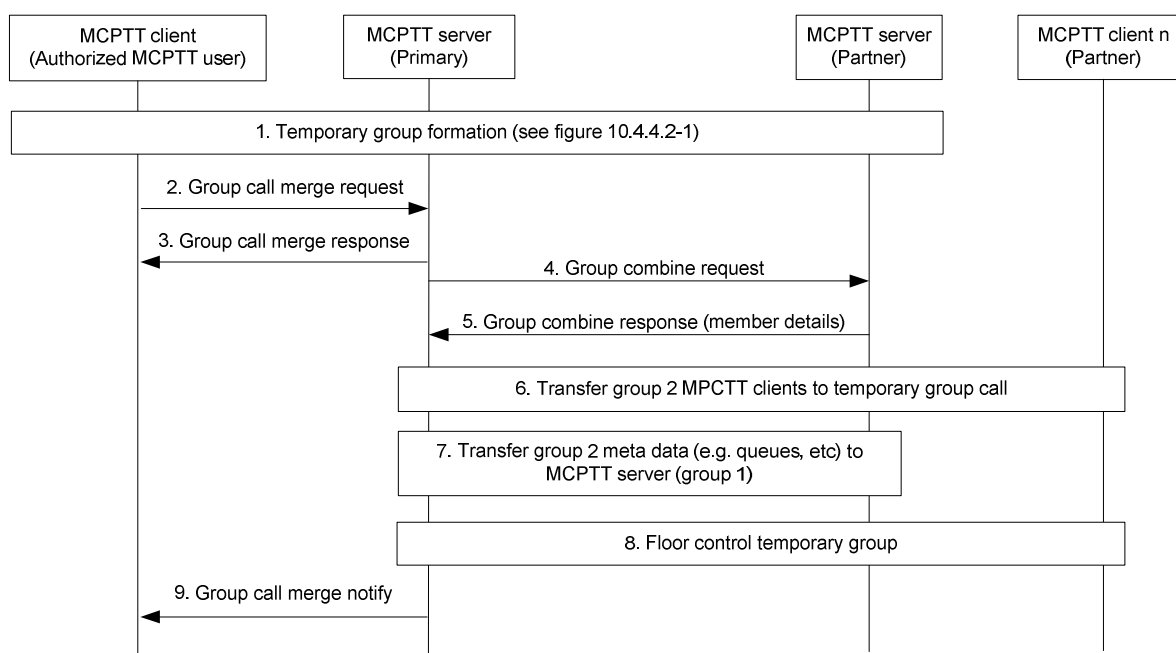 MCPTT client
(Authorized MCPTT user)
MCPTT server
(Primary)
MCPTT server
(Partner)
MCPTT client n
(Partner)
1. Temporary group formation (see figure 10.4.4.2-1)
2. Group call merge request
3. Group call merge response
4. Group combine request
5. Group combine response (member details)
6. Transfer group 2 MPCTT clients to temporary group call
7. Transfer group 2 meta data (e.g. queues, etc) to
MCPTT server (group 1)
8. Floor control temporary group
9. Group call merge notify